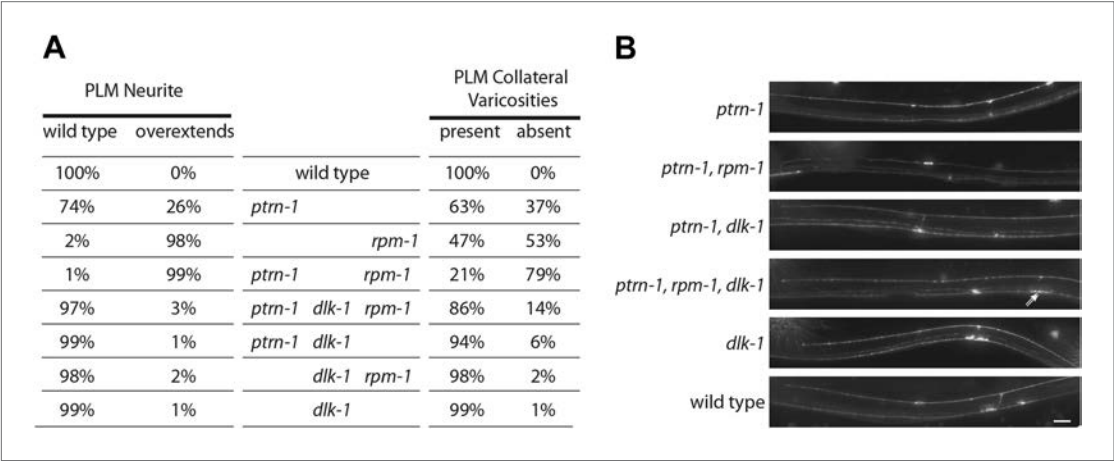 A
PLM Neurite
PLM Collateral
Varicosities
wild type overextends
present absent
100% 0% wild type 100% 0%
74% 26% ptrn-1 63% 37%
2% 98% rpm-1 47% 53%
1% 99% ptrn-1 rpm-1 21% 79%
97% 3% ptrn-1 dlk-1 rpm-1 86% 14%
99% 1% ptrn-1 dlk-1 94% 6%
98% 2% dlk-1 rpm-1 98% 2%
99% 1% dlk-1 99% 1%
B
ptrn-1
ptrn-1, rpm-1
ptrn-1, dlk-1
ptrn-1, rpm-1, dlk-1
dlk-1
wild type